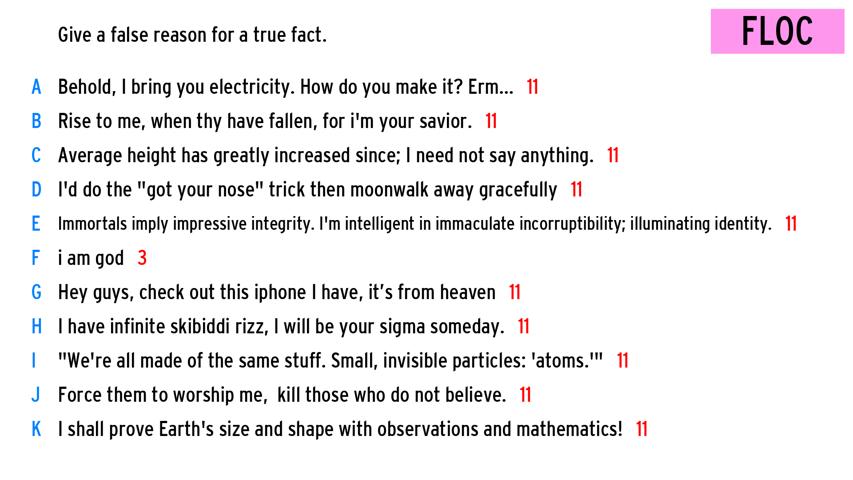 Give a false reason for a true fact.
FLOC
A Behold, I bring you electricity. How do you make it? Erm... 11
B Rise to me, when thy have fallen, for i'm your savior. 11
C Average height has greatly increased since; I need not say anything. 11
D I'd do the "got your nose" trick then moonwalk away gracefully 11
E Immortals imply impressive integrity. I'm intelligent in immaculate incorruptibility; illuminating identity. 11
F i am god 3
G Hey guys, check out this iphone I have, it’s from heaven 11
H I have infinite skibiddi rizz, I will be your sigma someday. 11
I "We're all made of the same stuff. Small, invisible particles: 'atoms.'" 11
J Force them to worship me,  kill those who do not believe. 11
K I shall prove Earth's size and shape with observations and mathematics! 11